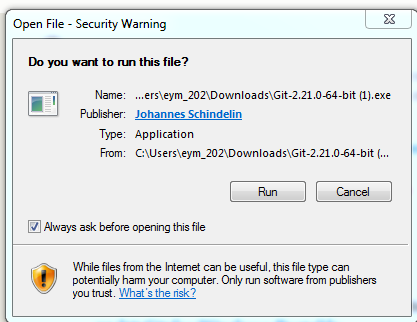 Open File - Security Warning
Do you want to run this file?
Name: ...ers\eym_202\Downloads\Git-2.21.0-64-bit (1).exe
Publisher: Johannes Schindelin
Type: Application
From: C:\Users\eym_202\Downloads\Git-2.21.0-64-bit (...
Run Cancel
Always ask before opening this file
While files from the Internet can be useful, this file type can
potentially harm your computer. Only run software from publishers
you trust. What's the risk?